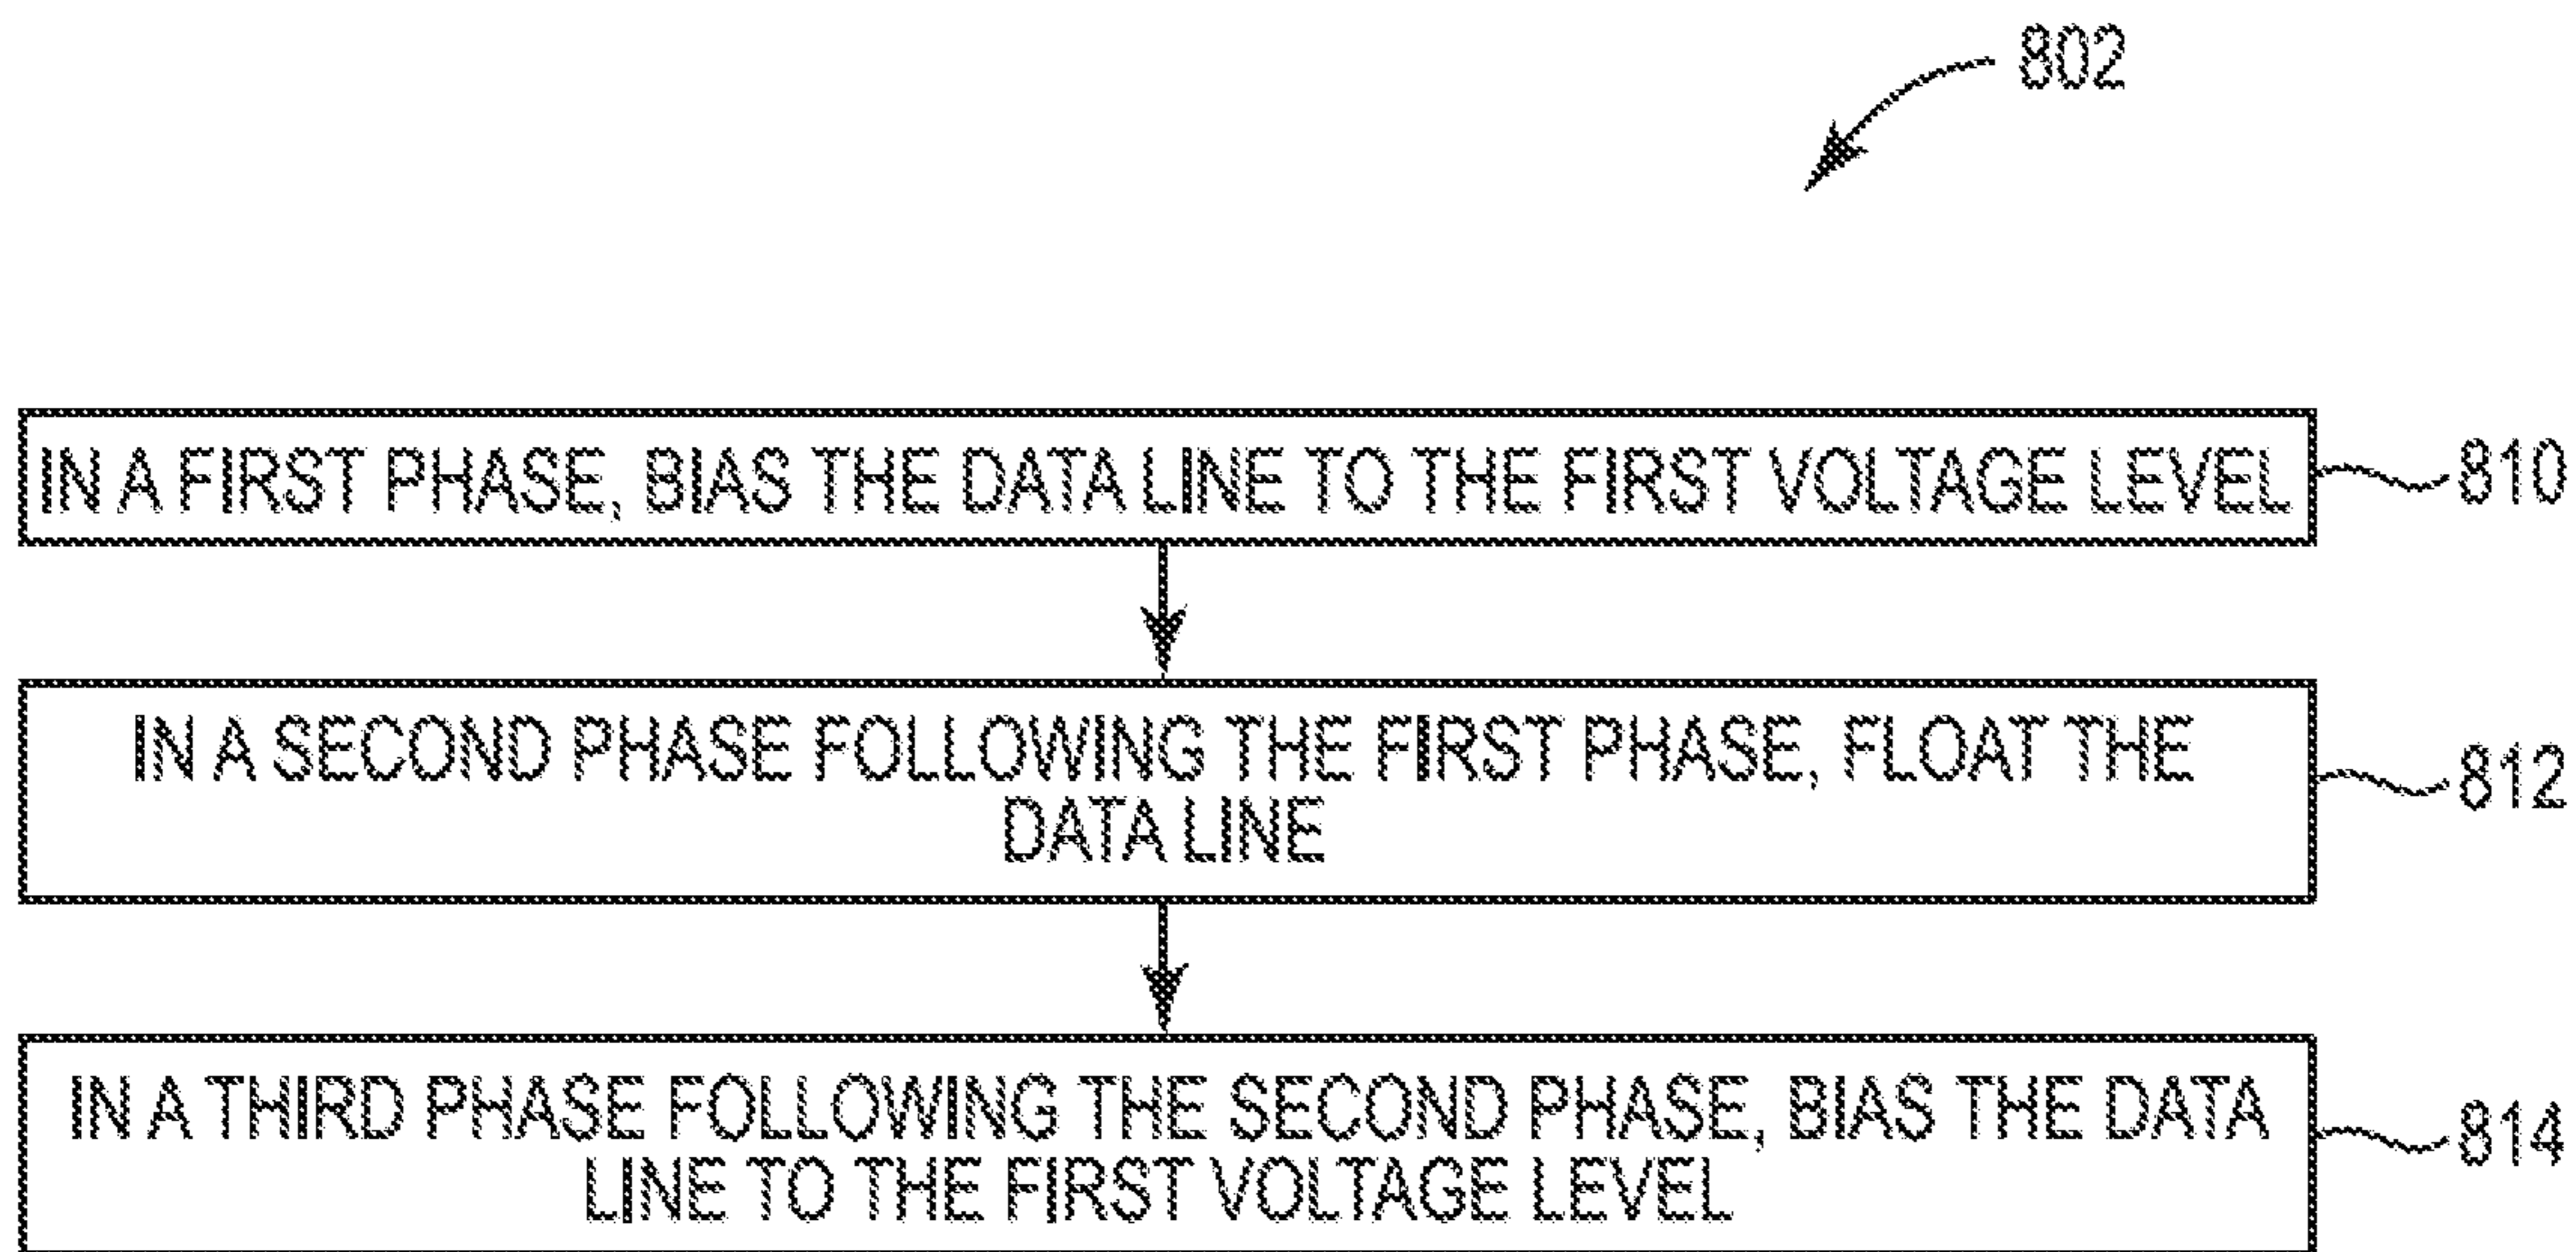 802
IN A FIRST PHASE, BIAS THE DATA LINE TO THE FIRST VOLTAGE LEVEL
810
IN A SECOND PHASE FOLLOWING THE FIRST PHASE, FLOAT THE
DATA LINE
812
IN A THIRD PHASE FOLLOWING THE SECOND PHASE, BIAS THE DATA
LINE TO THE FIRST VOLTAGE LEVEL
814